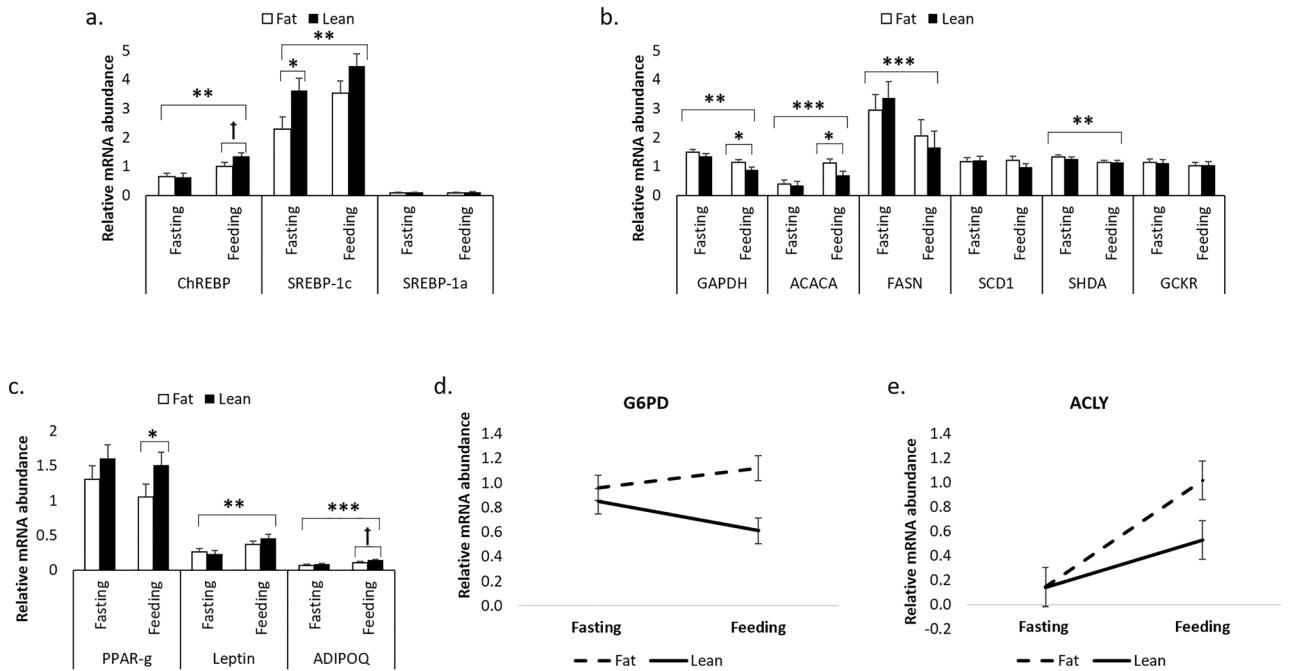 a.
Fat Lean
Relative mRNA abundance
5
4
3
2
1
0
**
†
**
*
Fasting Feeding Fasting Feeding Fasting Feeding
ChREBP SREBP-1c SREBP-1a
b.
Fat Lean
Relative mRNA abundance
5
4
3
2
1
0
**
*
***
*
***
**
Fasting Feeding Fasting Feeding Fasting Feeding Fasting Feeding Fasting Feeding Fasting Feeding
GAPDH ACACA FASN SCD1 SHDA GCKR
c.
Fat Lean
Relative mRNA abundance
2
1.5
1
0.5
0
*
**
***
†
Fasting Feeding Fasting Feeding Fasting Feeding
PPAR-g Leptin ADIPOQ
d.
G6PD
Relative mRNA abundance
1.4
1.2
1.0
0.8
0.6
0.4
0.2
0.0
Fasting Feeding
Fat Lean
e.
ACLY
Relative mRNA abundance
1.4
1.2
1.0
0.8
0.6
0.4
0.2
0.0
-0.2
Fasting Feeding
Fat Lean